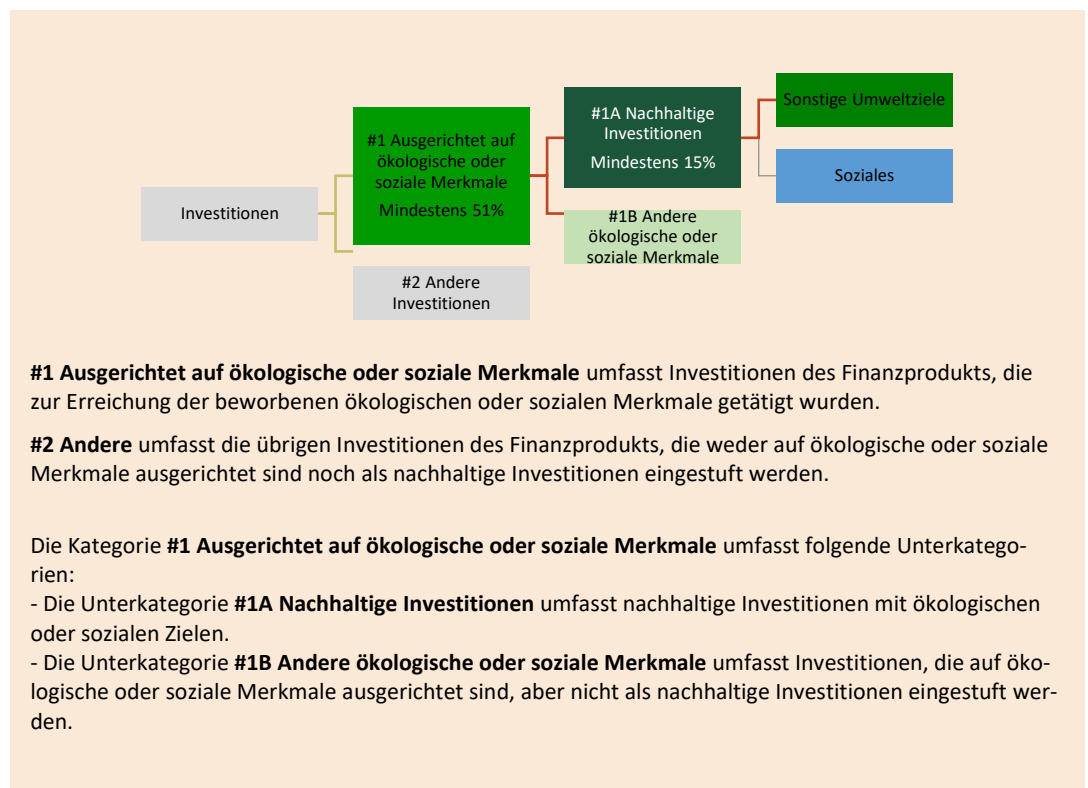 Investitionen
#1 Ausgerichtet auf
ökologische oder
soziale Merkmale
Mindestens 51%
#2 Andere
Investitionen
#1A Nachhaltige
Investitionen
Mindestens 15%
#1B Andere
ökologische oder
soziale Merkmale
Sonstige Umweltziele
Soziales
#1 Ausgerichtet auf ökologische oder soziale Merkmale umfasst Investitionen des Finanzprodukts, die
zur Erreichung der beworbenen ökologischen oder sozialen Merkmale getätigt wurden.
#2 Andere umfasst die übrigen Investitionen des Finanzprodukts, die weder auf ökologische oder soziale
Merkmale ausgerichtet sind noch als nachhaltige Investitionen eingestuft werden.
Die Kategorie #1 Ausgerichtet auf ökologische oder soziale Merkmale umfasst folgende Unterkatego-
rien:
- Die Unterkategorie #1A Nachhaltige Investitionen umfasst nachhaltige Investitionen mit ökologischen
oder sozialen Zielen.
- Die Unterkategorie #1B Andere ökologische oder soziale Merkmale umfasst Investitionen, die auf öko-
logische oder soziale Merkmale ausgerichtet sind, aber nicht als nachhaltige Investitionen eingestuft wer-
den.